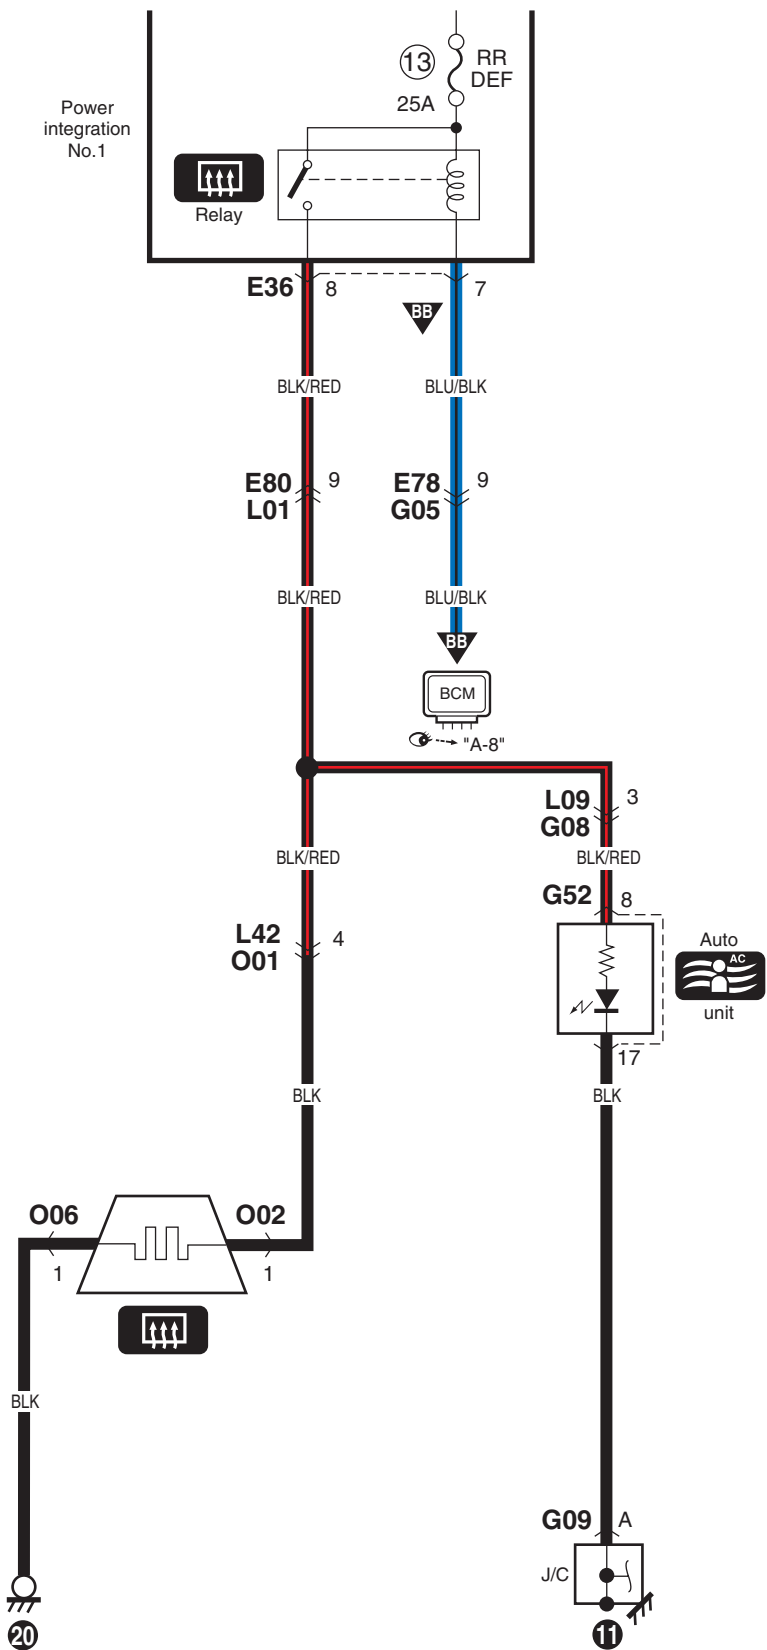 13
RR
DEF
25A
Power
integration
No.1
Relay
E36
8
7
BB
BLK/RED
BLU/BLK
E80
9
E78
9
L01
G05
BLK/RED
BLU/BLK
BB
BCM
"A-8"
L09
3
G08
BLK/RED
BLK/RED
G52
8
L42
4
O01
Auto
AC
unit
17
BLK
BLK
O06
O02
1
1
BLK
G09
A
J/C
20
11